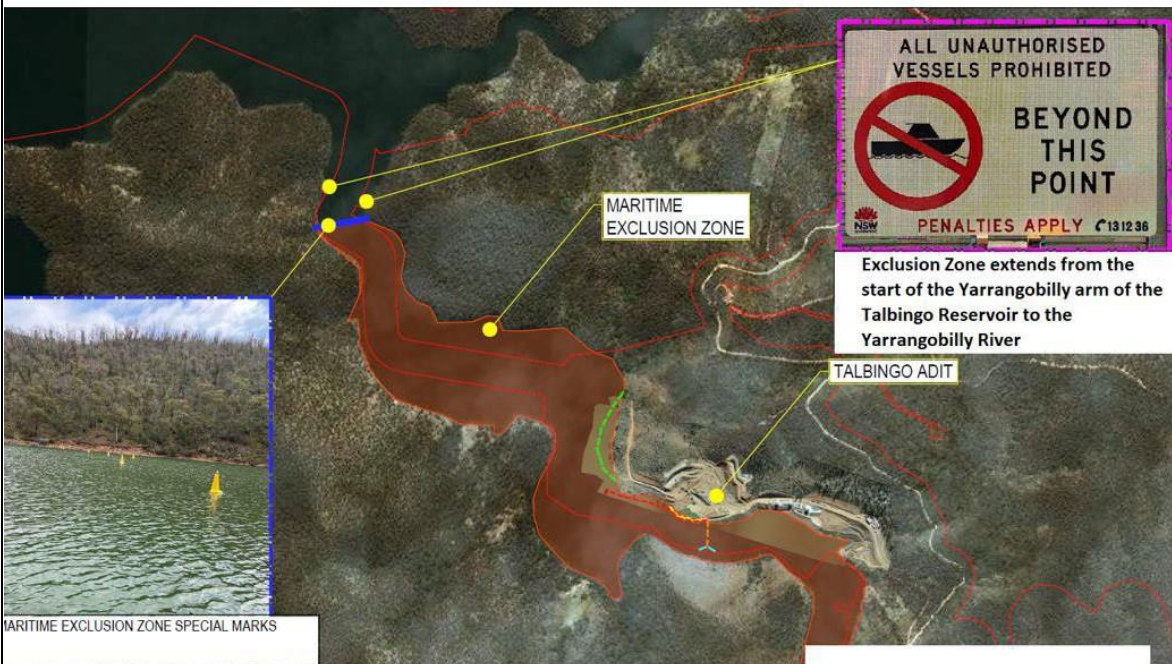 ALL UNAUTHORISED
VESSELS PROHIBITED
BEYOND
THIS
POINT
NSW
PENALTIES APPLY 131236
Exclusion Zone extends from the
start of the Yarrangobilly arm of the
Talbingo Reservoir to the
Yarrangobilly River
MARITIME
EXCLUSION ZONE
TALBINGO ADIT
MARITIME EXCLUSION ZONE SPECIAL MARKS